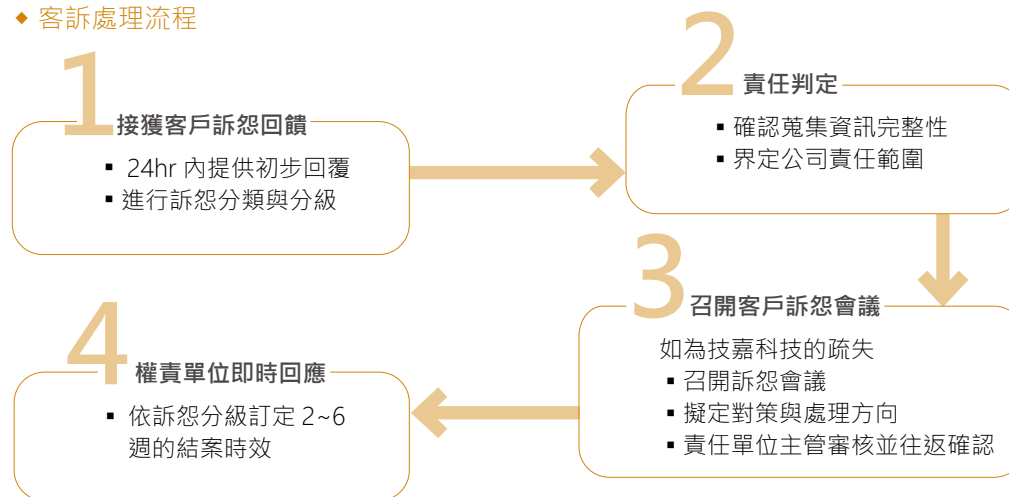 ◆ 客訴處理流程
1
接獲客戶訴怨回饋
▪ 24hr 內提供初步回覆
▪ 進行訴怨分類與分級
2
責任判定
▪ 確認蒐集資訊完整性
▪ 界定公司責任範圍
3
召開客戶訴怨會議
如為技嘉科技的疏失
▪ 召開訴怨會議
▪ 擬定對策與處理方向
▪ 責任單位主管審核並往返確認
4
權責單位即時回應
▪ 依訴怨分級訂定 2~6
週的結案時效